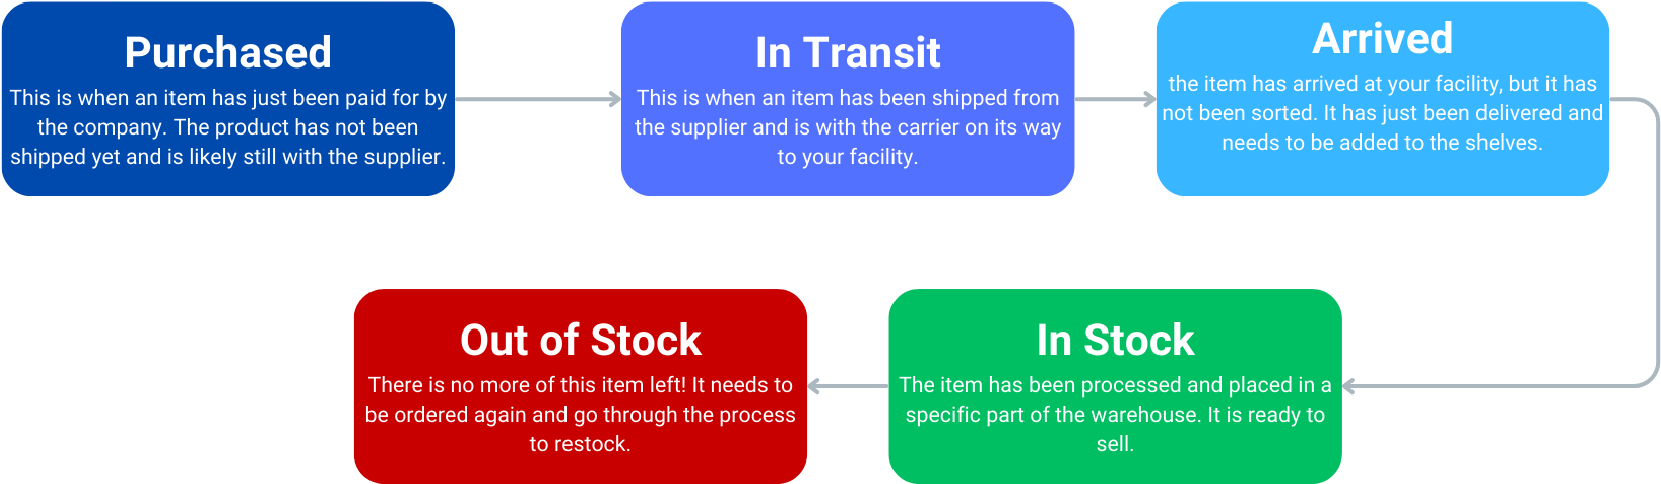 Purchased
This is when an item has just been paid for by
the company. The product has not been
shipped yet and is likely still with the supplier.
In Transit
This is when an item has been shipped from
the supplier and is with the carrier on its way
to your facility.
Arrived
the item has arrived at your facility, but it has
not been sorted. It has just been delivered and
needs to be added to the shelves.
In Stock
The item has been processed and placed in a
specific part of the warehouse. It is ready to
sell.
Out of Stock
There is no more of this item left! It needs to
be ordered again and go through the process
to restock.